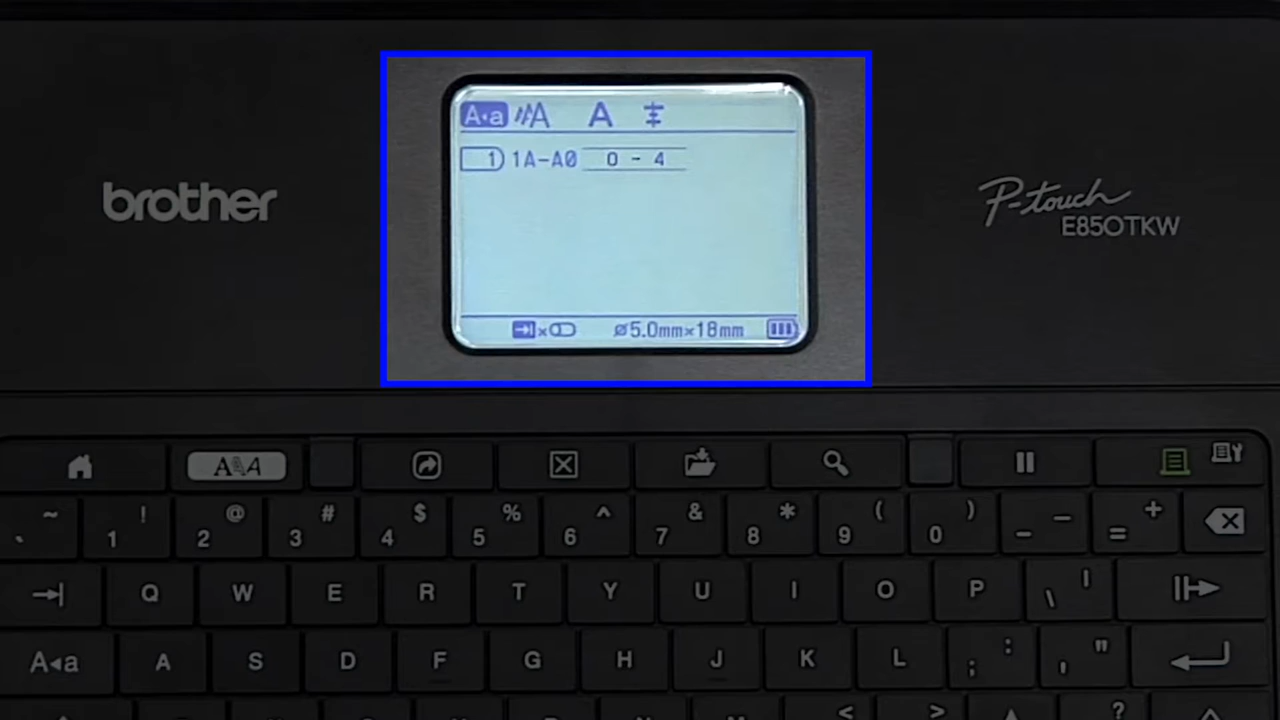 A◂a A A
1 1A-A0 0 - 4
ø5.0mm×18mm
brother
P-touch
E850TKW
AAA
~ ! @ # $ % ^ & * ( ) — +
` 1 2 3 4 5 6 7 8 9 0 - =
Q W E R T Y U I O P \ |
A◂a A S D F G H J K L ; : ' "
< > ?